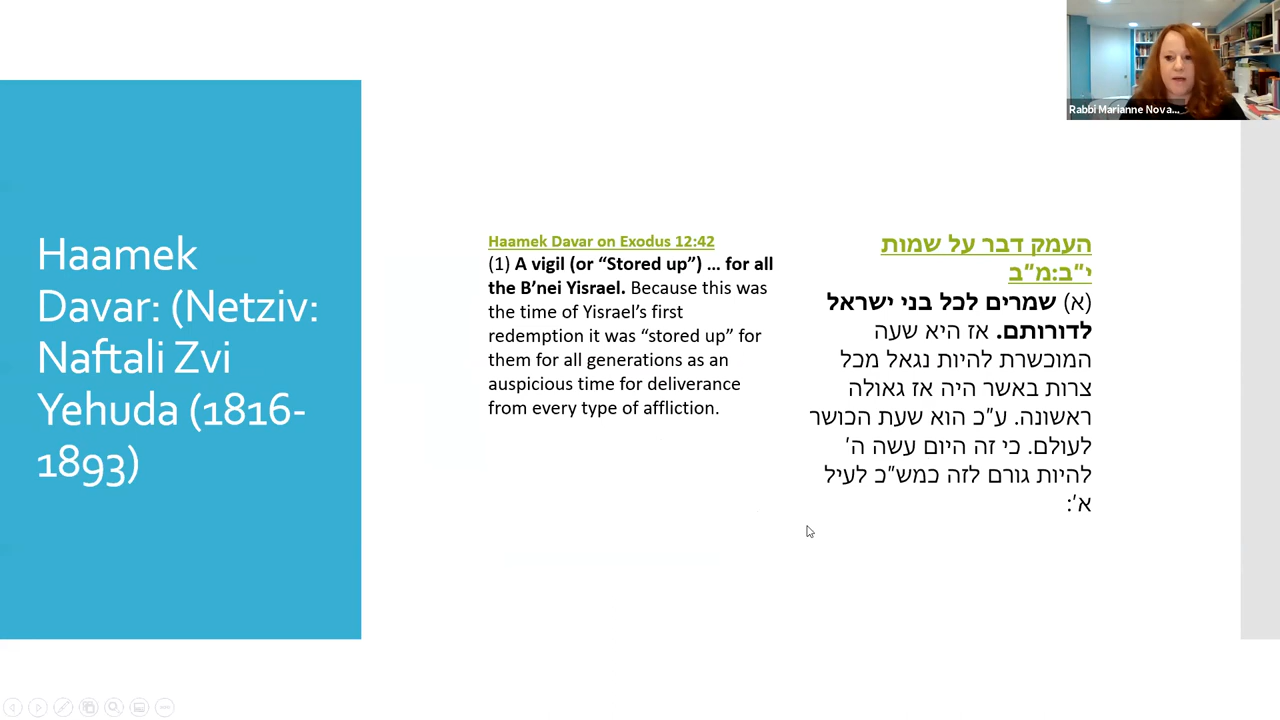 Rabbi Marianne Nova...
Haamek
Davar: (Netziv:
Naftali Zvi
Yehuda (1816-
1893)
Haamek Davar on Exodus 12:42
(1) A vigil (or “Stored up”) … for all
the B’nei Yisrael. Because this was
the time of Yisrael’s first
redemption it was “stored up” for
them for all generations as an
auspicious time for deliverance
from every type of affliction.
העמק דבר על שמות
י"ב:מ"ב
(א) שמרים לכל בני ישראל
לדורותם. אז היא שעה
המוכשרת להיות נגאל מכל
צרות באשר היה אז גאולה
ראשונה. ע"כ הוא שעת הכושר
לעולם. כי זה היום עשה ה'
להיות גורם לזה כמש"כ לעיל
א':